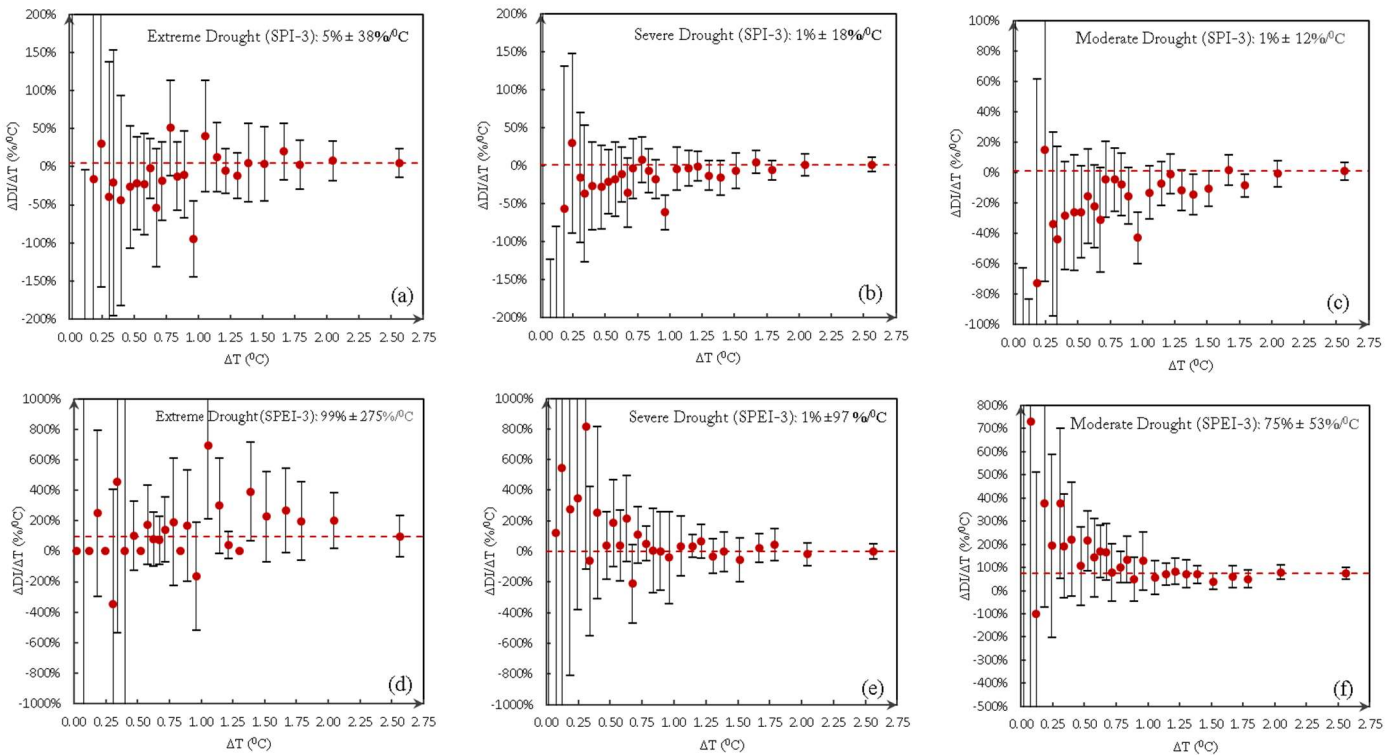 200%
150%
100%
50%
0%
-50%
-100%
-150%
-200%
ΔDI/ΔT (%/⁰C)
Extreme Drought (SPI-3): 5% ± 38%/⁰C
(a)
0.00 0.25 0.50 0.75 1.00 1.25 1.50 1.75 2.00 2.25 2.50 2.75
ΔT (⁰C)
200%
150%
100%
50%
0%
-50%
-100%
-150%
-200%
ΔDI/ΔT (%/⁰C)
Severe Drought (SPI-3): 1% ± 18%/⁰C
(b)
0.00 0.25 0.50 0.75 1.00 1.25 1.50 1.75 2.00 2.25 2.50 2.75
ΔT (⁰C)
100%
80%
60%
40%
20%
0%
-20%
-40%
-60%
-80%
-100%
ΔDI/ΔT (%/⁰C)
Moderate Drought (SPI-3): 1% ± 12%/⁰C
(c)
0.00 0.25 0.50 0.75 1.00 1.25 1.50 1.75 2.00 2.25 2.50 2.75
ΔT (⁰C)
1000%
800%
600%
400%
200%
0%
-200%
-400%
-600%
-800%
-1000%
ΔDI/ΔT (%/⁰C)
Extreme Drought (SPEI-3): 99% ± 275%/⁰C
(d)
0.00 0.25 0.50 0.75 1.00 1.25 1.50 1.75 2.00 2.25 2.50 2.75
ΔT (⁰C)
1000%
800%
600%
400%
200%
0%
-200%
-400%
-600%
-800%
-1000%
ΔDI/ΔT (%/⁰C)
Severe Drought (SPEI-3): 1% ±97 %/⁰C
(e)
0.00 0.25 0.50 0.75 1.00 1.25 1.50 1.75 2.00 2.25 2.50 2.75
ΔT (⁰C)
800%
700%
600%
500%
400%
300%
200%
100%
0%
-100%
-200%
-300%
-400%
-500%
ΔDI/ΔT (%/⁰C)
Moderate Drought (SPEI-3): 75% ± 53%/⁰C
(f)
0.00 0.25 0.50 0.75 1.00 1.25 1.50 1.75 2.00 2.25 2.50 2.75
ΔT (⁰C)